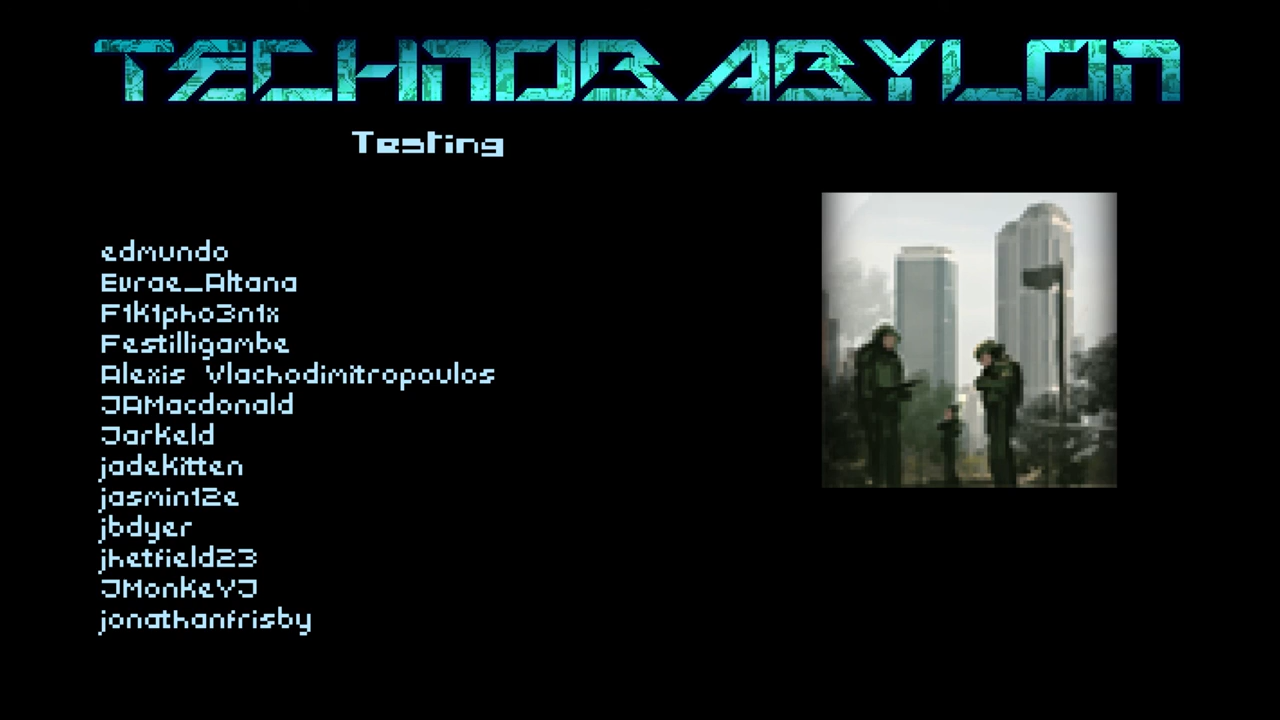 TECHNOBABYLON
Testing
edmundo
Evrae_Altana
F1K1pho3n1x
Festilligambe
Alexis Vlachodimitropoulos
JAMacdonald
Jarkeld
jadekitten
jasmin12e
jbdyer
jhetfield23
JMonkeYJ
jonathanfrisby